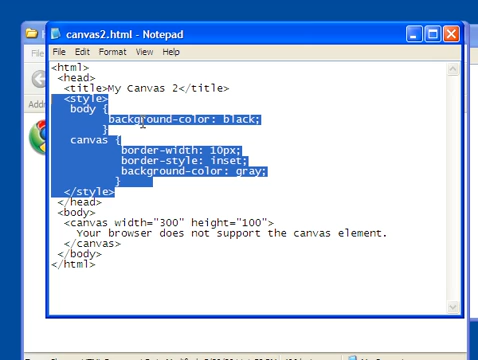 canvas2.html - Notepad
File Edit Format View Help
<html>
<head>
<title>My Canvas 2</title>
<style>
body {
background-color: black;
}
canvas {
border-width: 10px;
border-style: inset;
background-color: gray;
}
</style>
</head>
<body>
<canvas width="300" height="100">
Your browser does not support the canvas element.
</canvas>
</body>
</html>